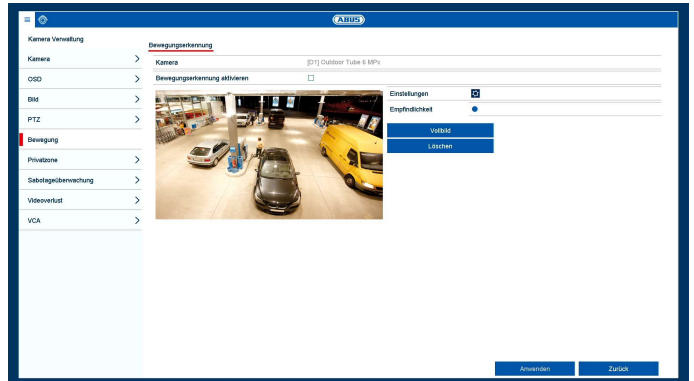 ABUS
Kamera Verwaltung
Bewegungserkennung
Kamera
Kamera
[D1] Outdoor Tube 6 MPx
OSD
Bewegungserkennung aktivieren
Bild
Einstellungen
PTZ
Empfindlichkeit
Bewegung
Vollbild
Löschen
Privatzone
Sabotageüberwachung
Videoverlust
VCA
Anwenden
Zurück